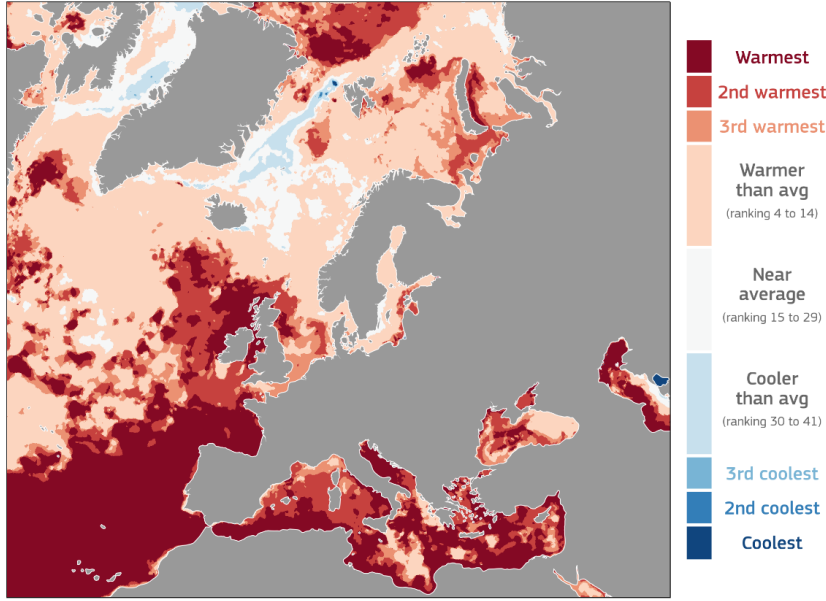 Warmest
2nd warmest
3rd warmest
Warmer
than avg
(ranking 4 to 14)
Near
average
(ranking 15 to 29)
Cooler
than avg
(ranking 30 to 41)
3rd coolest
2nd coolest
Coolest